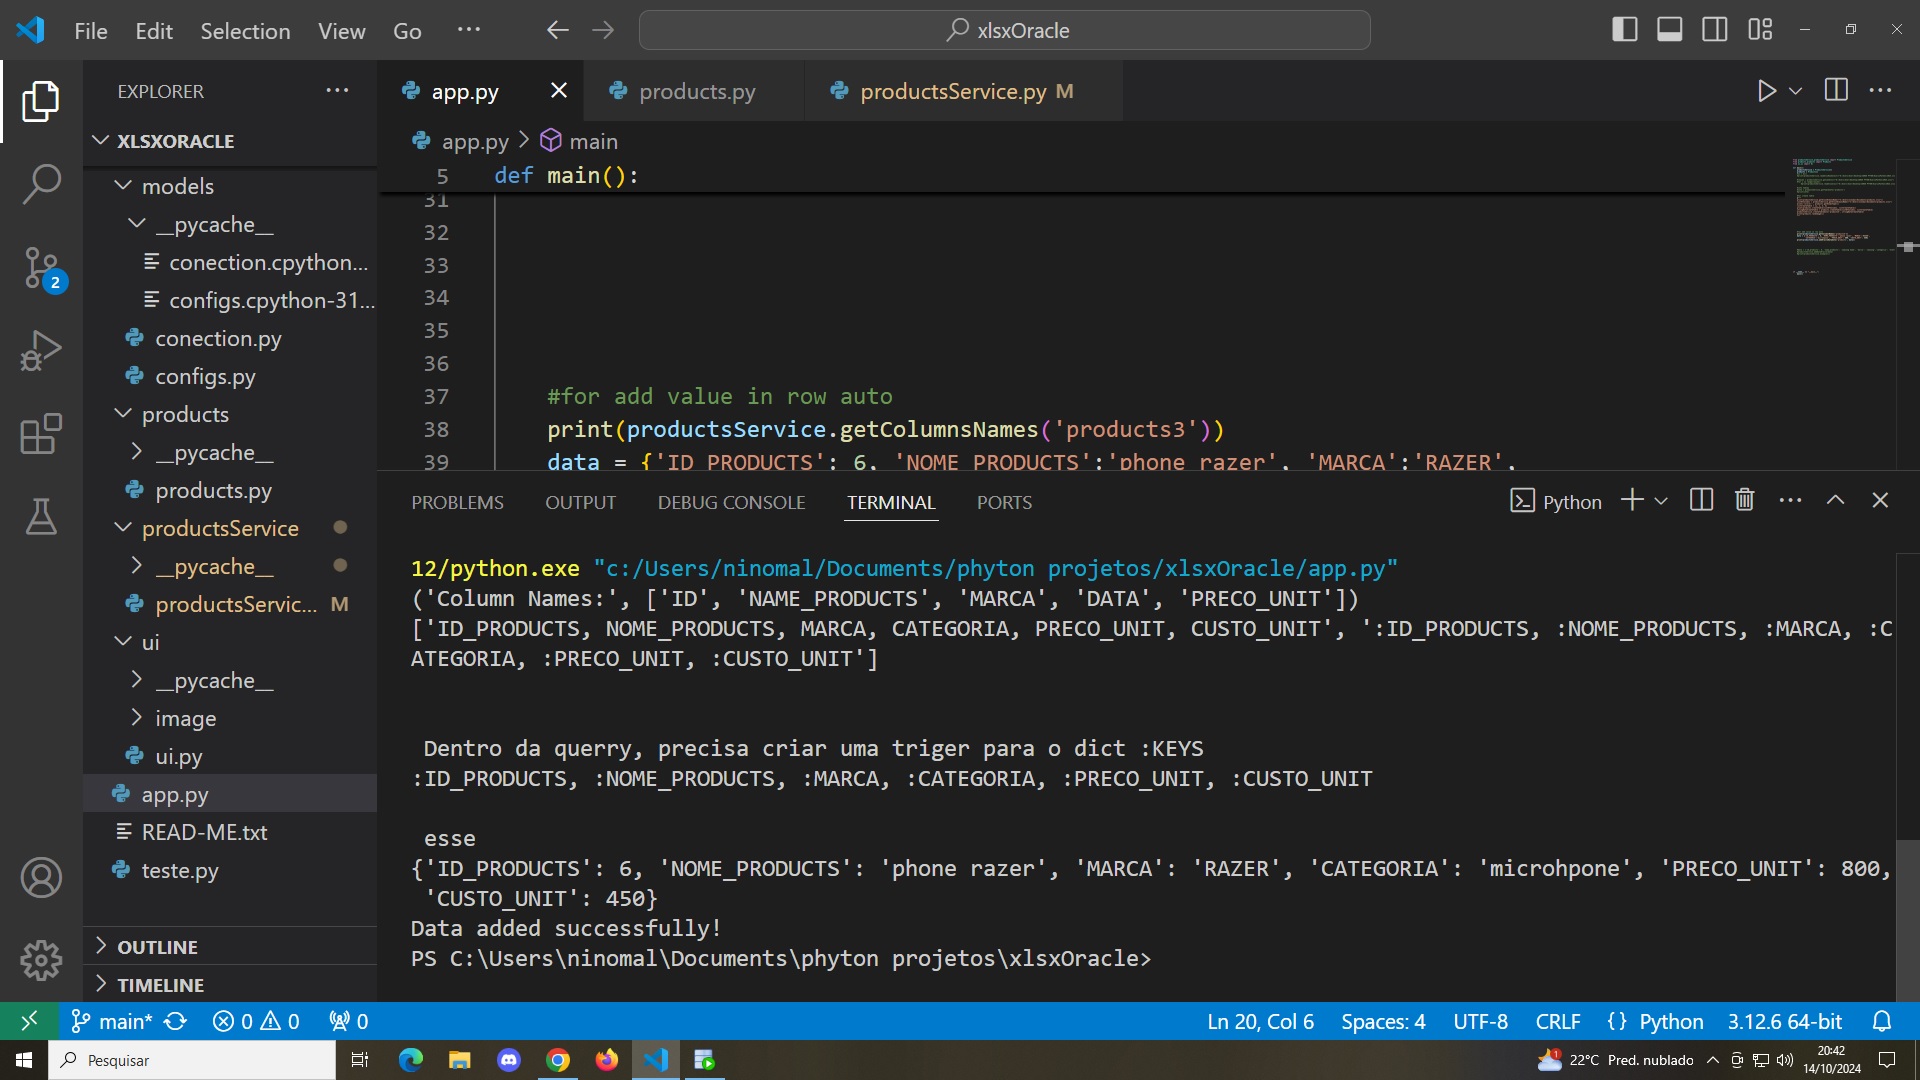 File Edit Selection View Go ··· xlsxOracle
EXPLORER
XLSXORACLE
models
__pycache__
conection.cpython...
configs.cpython-31...
conection.py
configs.py
products
__pycache__
products.py
productsService
__pycache__
productsServic... M
ui
__pycache__
image
ui.py
app.py
READ-ME.txt
teste.py
OUTLINE
TIMELINE
app.py products.py productsService.py M
app.py > main
5 def main():
31
32
33
34
35
36
37 #for add value in row auto
38 print(productsService.getColumnsNames('products3'))
39 data = {'ID_PRODUCTS': 6, 'NOME_PRODUCTS':'phone razer', 'MARCA':'RAZER',
PROBLEMS OUTPUT DEBUG CONSOLE TERMINAL PORTS Python
12/python.exe "c:/Users/ninomal/Documents/phyton projetos/xlsxOracle/app.py"
('Column Names:', ['ID', 'NAME_PRODUCTS', 'MARCA', 'DATA', 'PRECO_UNIT'])
['ID_PRODUCTS, NOME_PRODUCTS, MARCA, CATEGORIA, PRECO_UNIT, CUSTO_UNIT', ':ID_PRODUCTS, :NOME_PRODUCTS, :MARCA, :C
ATEGORIA, :PRECO_UNIT, :CUSTO_UNIT']
Dentro da querry, precisa criar uma triger para o dict :KEYS
:ID_PRODUCTS, :NOME_PRODUCTS, :MARCA, :CATEGORIA, :PRECO_UNIT, :CUSTO_UNIT
esse
{'ID_PRODUCTS': 6, 'NOME_PRODUCTS': 'phone razer', 'MARCA': 'RAZER', 'CATEGORIA': 'microhpone', 'PRECO_UNIT': 800,
'CUSTO_UNIT': 450}
Data added successfully!
PS C:\Users\ninomal\Documents\phyton projetos\xlsxOracle>
2
main* 0 0 0 Ln 20, Col 6 Spaces: 4 UTF-8 CRLF {} Python 3.12.6 64-bit
Pesquisar 1 22°C Pred. nublado 20:42
14/10/2024